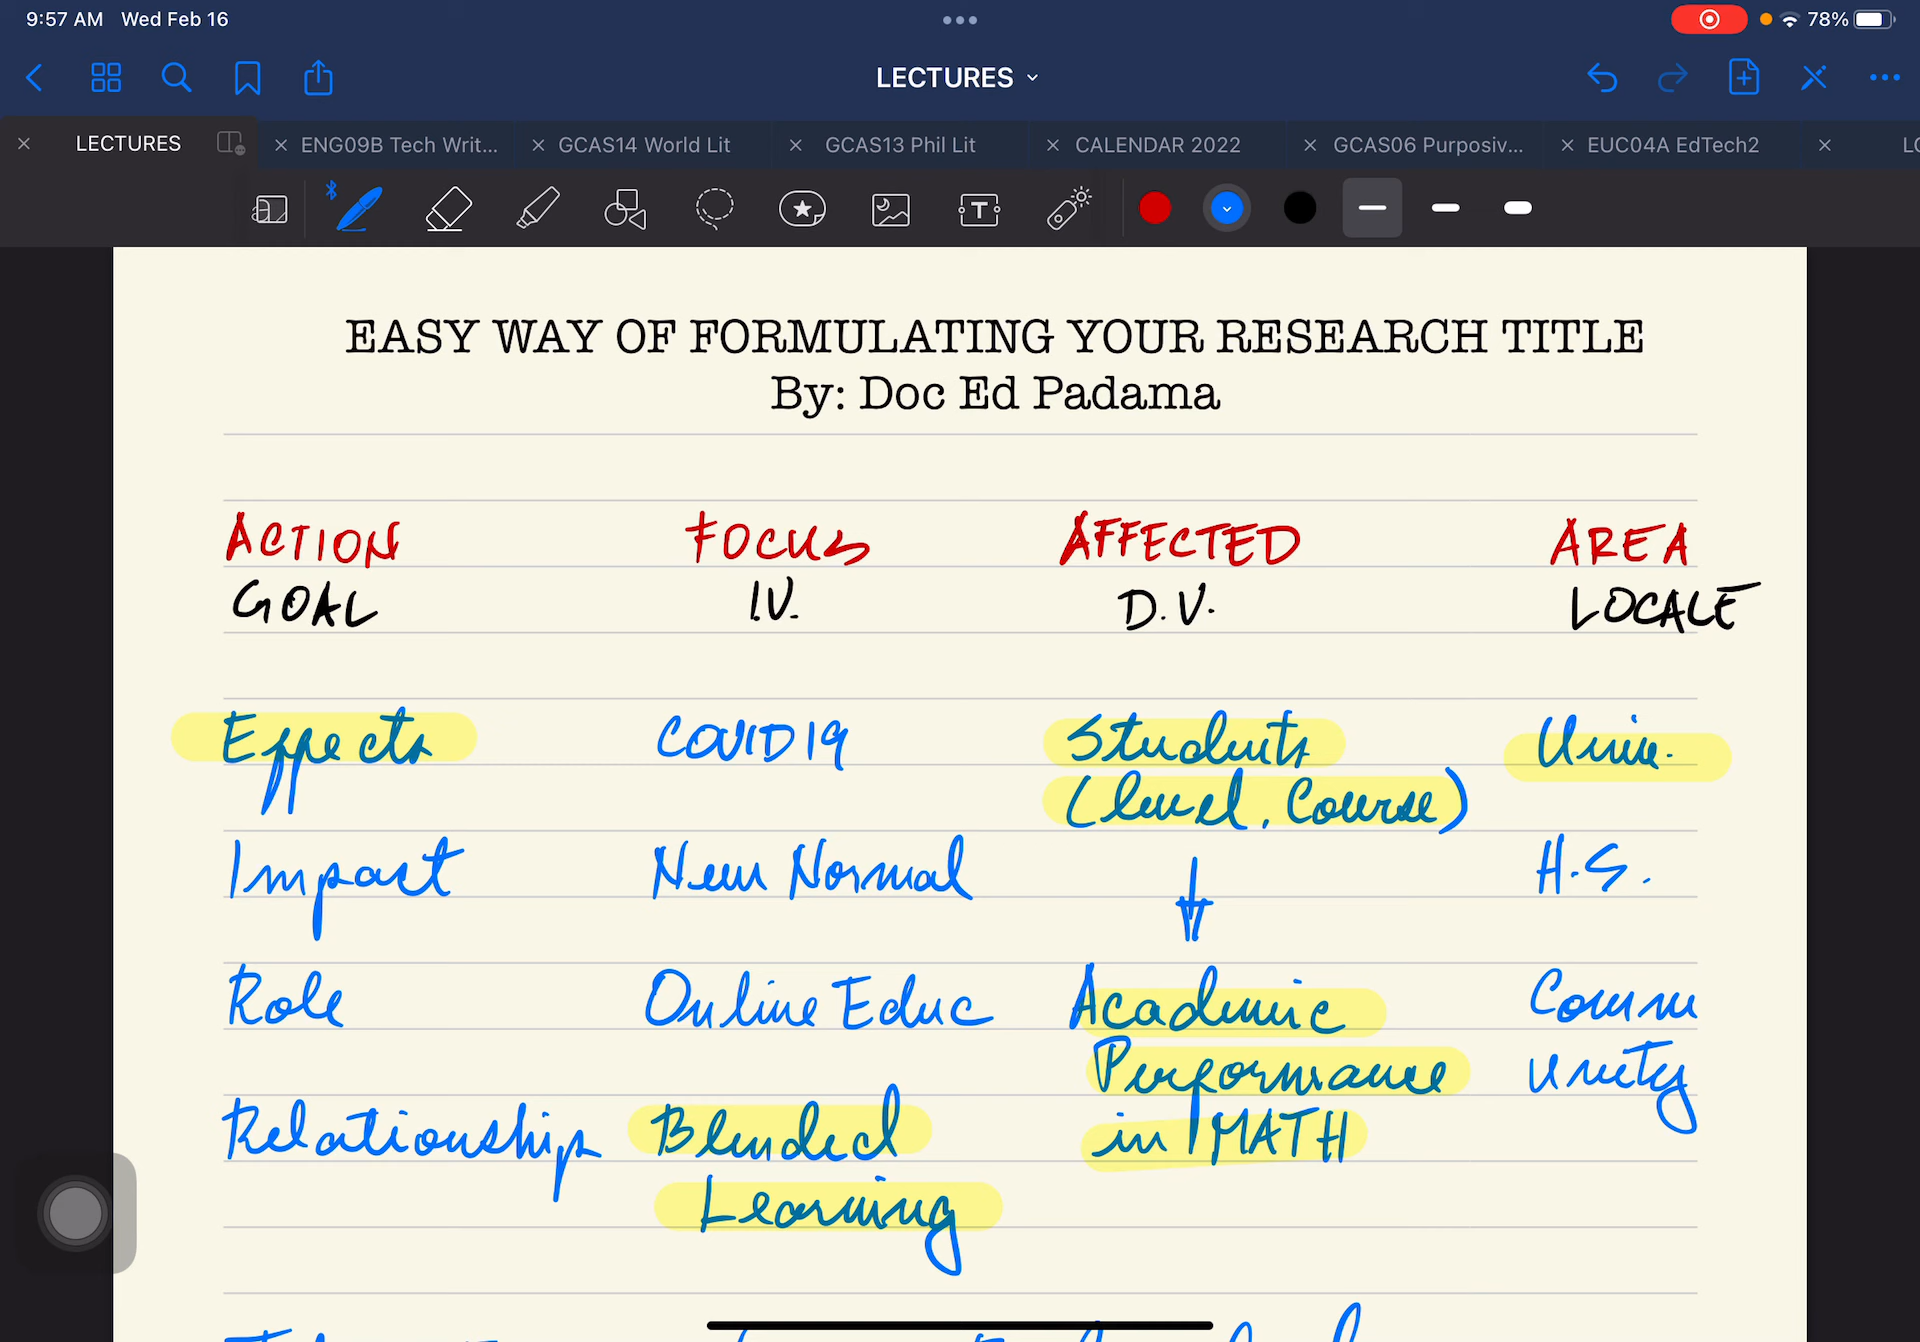 9:57 AM Wed Feb 16
78%
LECTURES
LECTURES
ENG09B Tech Writ...
GCAS14 World Lit
GCAS13 Phil Lit
CALENDAR 2022
GCAS06 Purposiv...
EUC04A EdTech2
EASY WAY OF FORMULATING YOUR RESEARCH TITLE
By: Doc Ed Padama
ACTION FOCUS AFFECTED AREA
GOAL I.V. D.V. LOCALE
Effects COVID19 Students Univ.
(level, Course)
Impact New Normal H.S.
Role Online Educ Academic Comm
Performance unity
Relationship Blended in MATH
Learning